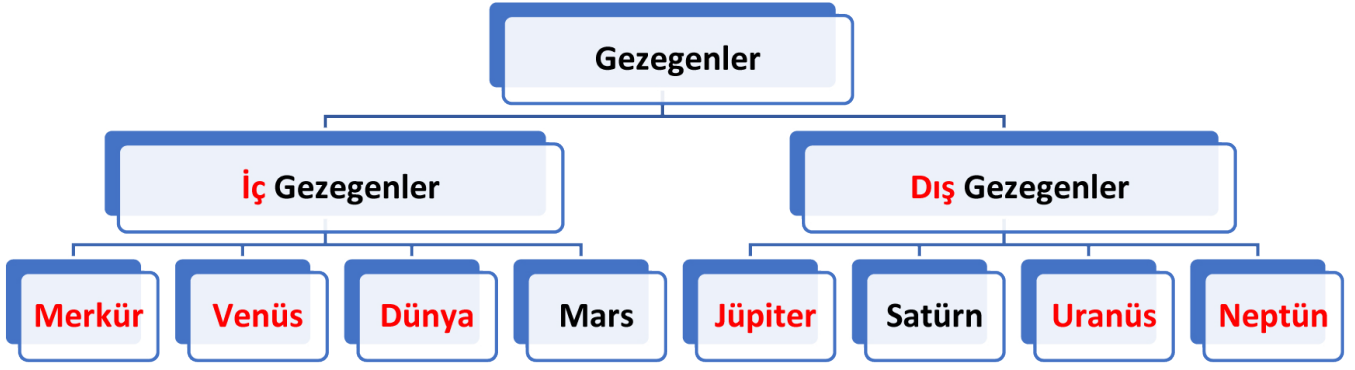 Gezegenler
İç Gezegenler
Dış Gezegenler
Merkür
Venüs
Dünya
Mars
Jüpiter
Satürn
Uranüs
Neptün